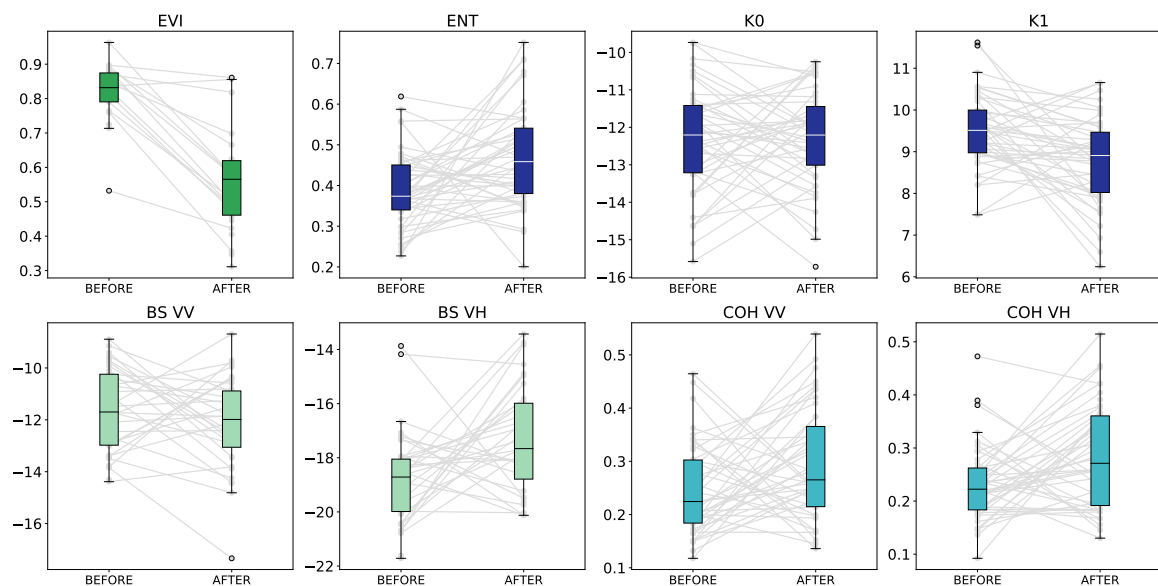 EVI
0.9
0.8
0.7
0.6
0.5
0.4
0.3
BEFORE AFTER
ENT
0.7
0.6
0.5
0.4
0.3
0.2
BEFORE AFTER
K0
−10
−11
−12
−13
−14
−15
−16
BEFORE AFTER
K1
11
10
9
8
7
6
BEFORE AFTER
BS VV
−10
−12
−14
−16
BEFORE AFTER
BS VH
−14
−16
−18
−20
−22
BEFORE AFTER
COH VV
0.5
0.4
0.3
0.2
0.1
BEFORE AFTER
COH VH
0.5
0.4
0.3
0.2
0.1
BEFORE AFTER